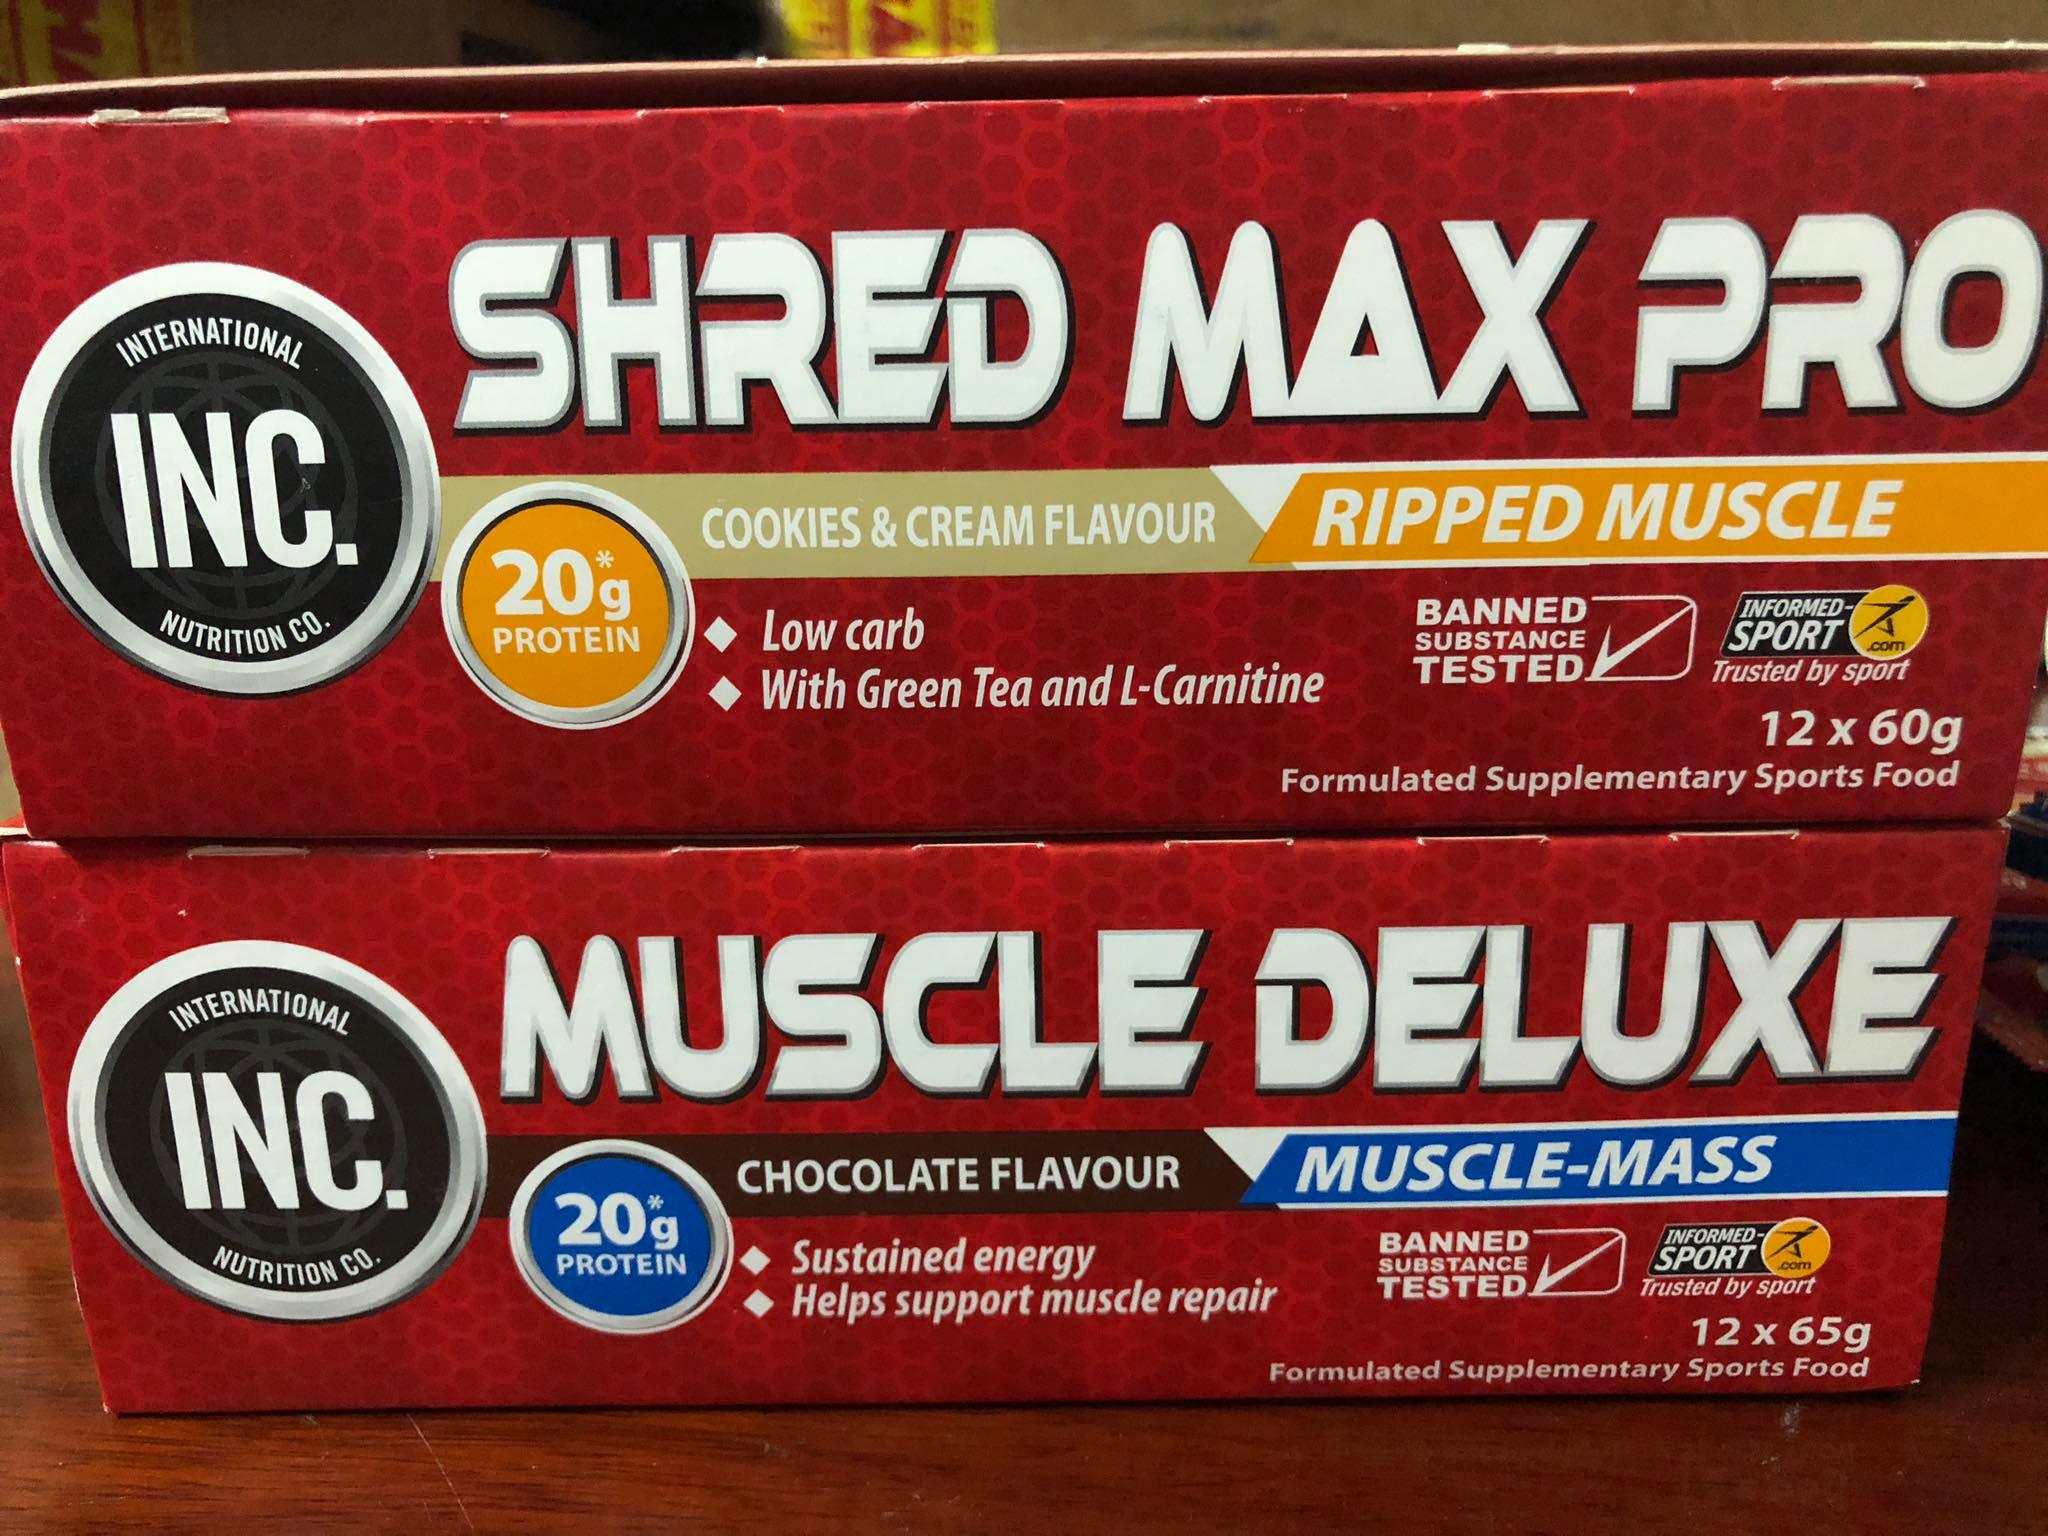 INTERNATIONAL
INC.
NUTRITION CO.
SHRED MAX PRO
COOKIES & CREAM FLAVOUR
RIPPED MUSCLE
20*g
PROTEIN
Low carb
With Green Tea and L-Carnitine
BANNED
SUBSTANCE
TESTED
INFORMED-
SPORT
.com
Trusted by sport
12 x 60g
Formulated Supplementary Sports Food
INTERNATIONAL
INC.
NUTRITION CO.
MUSCLE DELUXE
CHOCOLATE FLAVOUR
MUSCLE-MASS
20*g
PROTEIN
Sustained energy
Helps support muscle repair
BANNED
SUBSTANCE
TESTED
INFORMED-
SPORT
.com
Trusted by sport
12 x 65g
Formulated Supplementary Sports Food